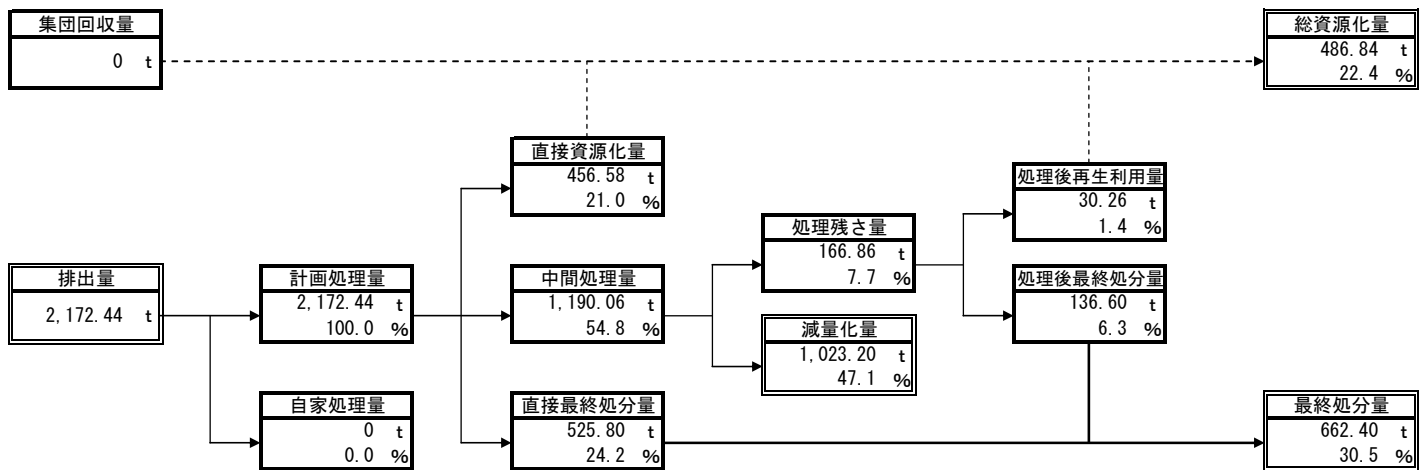 集団回収量
0 t
総資源化量
486.84 t
22.4 %
直接資源化量
456.58 t
21.0 %
処理後再生利用量
30.26 t
1.4 %
処理残さ量
166.86 t
7.7 %
排出量
2,172.44 t
計画処理量
2,172.44 t
100.0 %
中間処理量
1,190.06 t
54.8 %
処理後最終処分量
136.60 t
6.3 %
減量化量
1,023.20 t
47.1 %
自家処理量
0 t
0.0 %
直接最終処分量
525.80 t
24.2 %
最終処分量
662.40 t
30.5 %